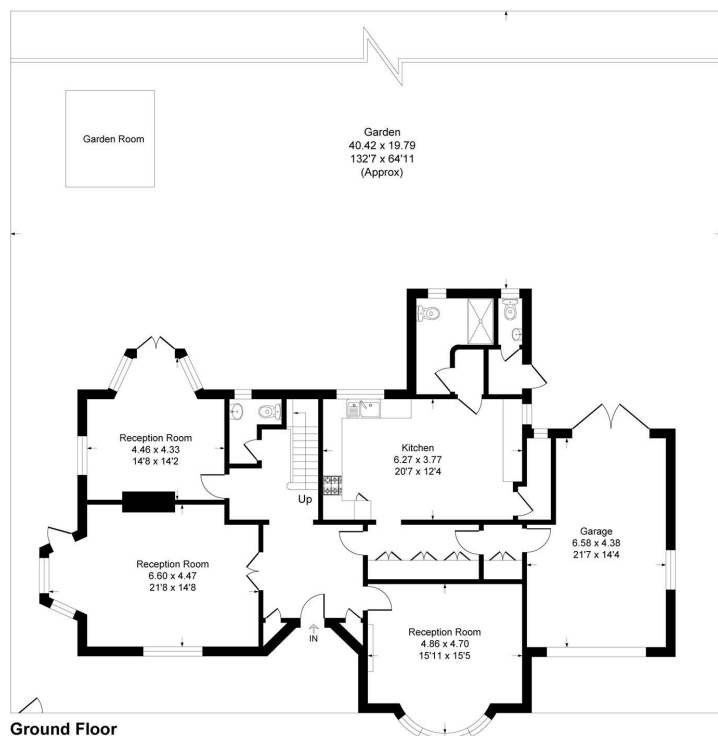 Garden Room
Garden
40.42 x 19.79
132'7 x 64'11
(Approx)
Reception Room
4.46 x 4.33
14'8 x 14'2
Kitchen
6.27 x 3.77
20'7 x 12'4
Up
Garage
6.58 x 4.38
21'7 x 14'4
Reception Room
6.60 x 4.47
21'8 x 14'8
Reception Room
4.86 x 4.70
15'11 x 15'5
IN
Ground Floor